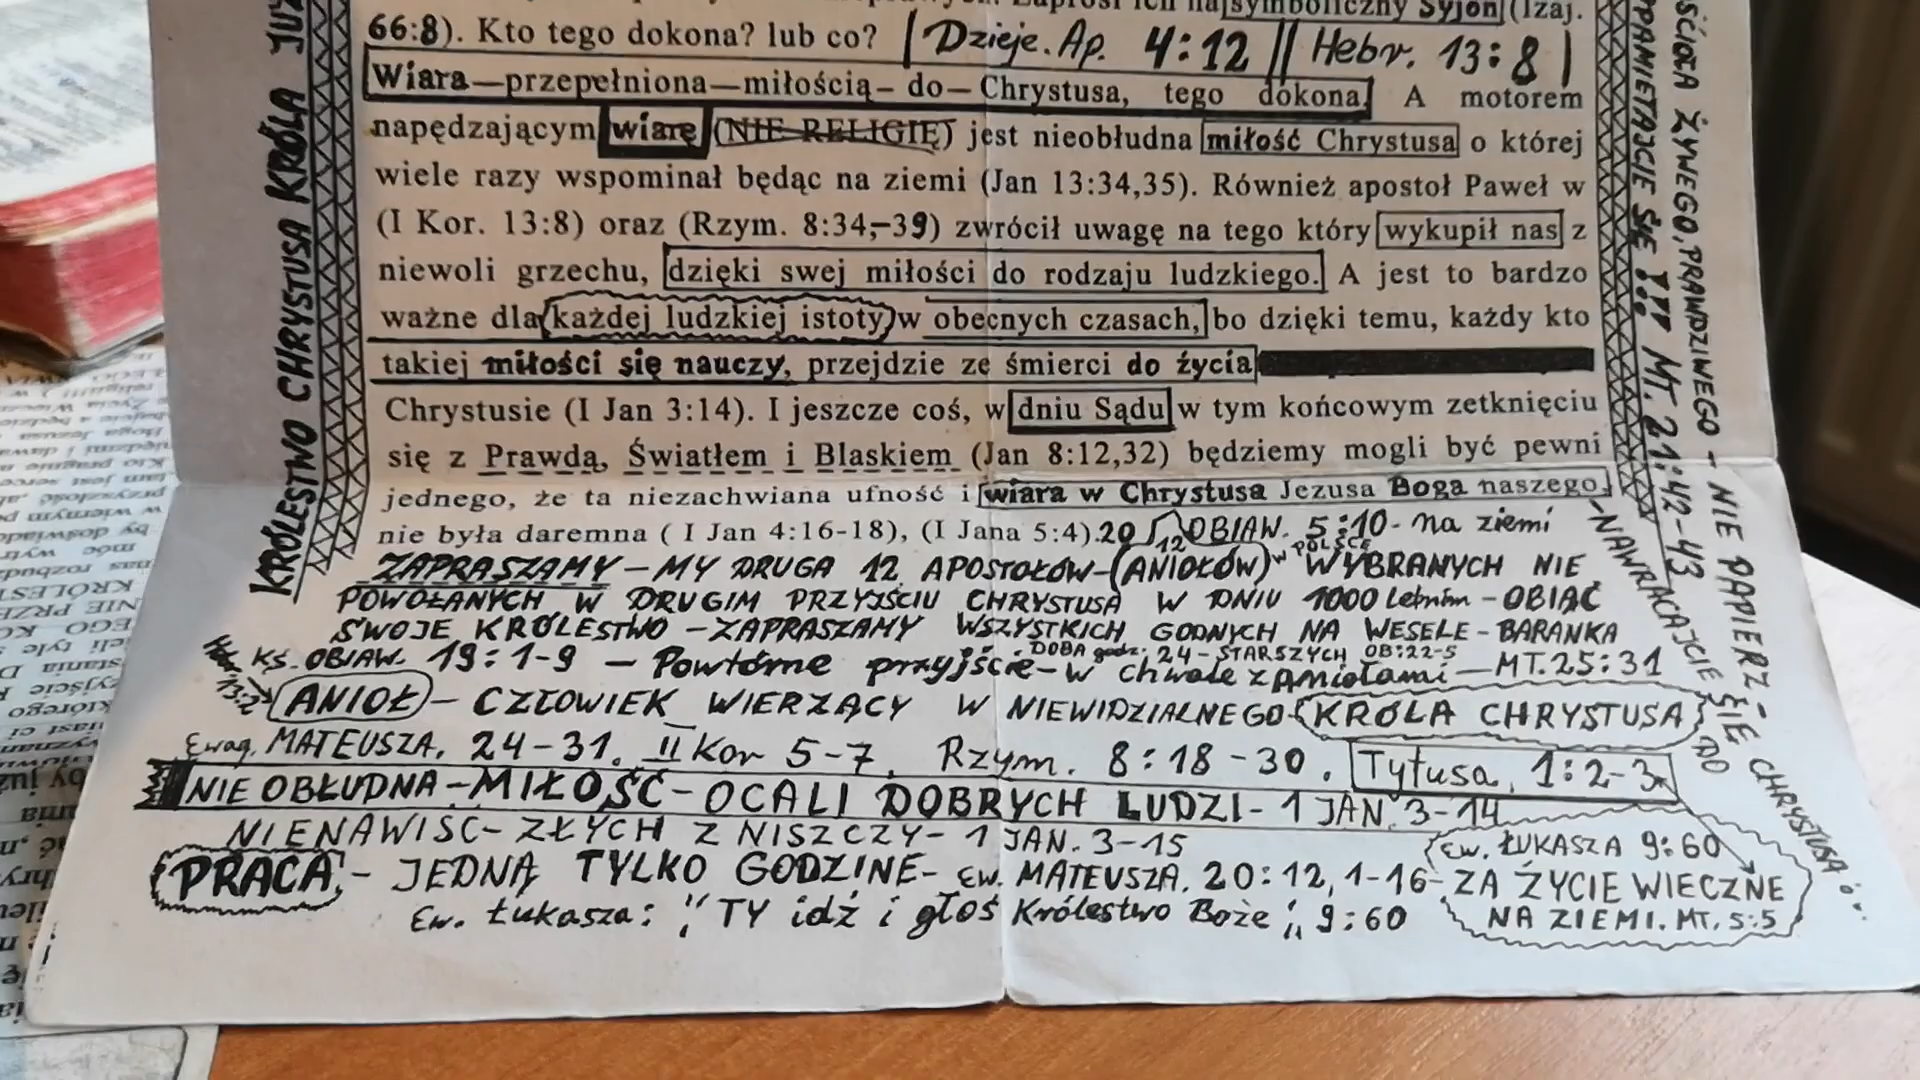 symboliczny Syjon (Izaj.
66:8). Kto tego dokona? lub co? | Dzieje. Ap. 4:12 || Hebr. 13:8 |
Wiara—przepełniona—miłością– do— Chrystusa, tego dokona. A motorem
napędzającym wiarę (NIE RELIGIĘ) jest nieobłudna miłość Chrystusa o której
wiele razy wspominał będąc na ziemi (Jan 13:34,35). Również apostoł Paweł w
(I Kor. 13:8) oraz (Rzym. 8:34,–39) zwrócił uwagę na tego który wykupił nas z
niewoli grzechu, dzięki swej miłości do rodzaju ludzkiego. A jest to bardzo
ważne dla każdej ludzkiej istoty w obecnych czasach, bo dzięki temu, każdy kto
takiej miłości się nauczy, przejdzie ze śmierci do życia
Chrystusie (I Jan 3:14). I jeszcze coś, w dniu Sądu w tym końcowym zetknięciu
się z Prawdą, Światłem i Blaskiem (Jan 8:12,32) będziemy mogli być pewni
jednego, że ta niezachwiana ufność i wiara w Chrystusa Jezusa Boga naszego,
nie była daremna ( I Jan 4:16-18), (I Jana 5:4).20 12 OBJAW. 5:10- na ziemi
ZAPRASZAMY – MY DRUGA 12 APOSTOŁÓW–(ANIOŁÓW) W POLSCE WYBRANYCH NIE
POWOŁANYCH W DRUGIM PRZYJŚCIU CHRYSTUSA W DNIU 1000 Letnim – OBJĄĆ
SWOJE KRÓLESTWO – ZAPRASZAMY WSZYSTKICH GODNYCH NA WESELE – BARANKA
DOBA godz. 24 – STARSZYCH OB:22-5
KS. OBJAW. 19:1-9 – Powtórne przyjście – w chwale z aniołami — MT.25:31
13:2
ANIOŁ – CZŁOWIEK WIERZĄCY W NIEWIDZIALNEGO KRÓLA CHRYSTUSA
Ewag. MATEUSZA. 24-31. II Kor 5-7, Rzym. 8:18-30. Tytusa, 1:2-3
NIEOBŁUDNA – MIŁOŚĆ – OCALI DOBRYCH LUDZI – 1 JAN. 3-14
NIENAWIŚC – ZŁYCH ZNISZCZY – 1 JAN. 3-15
PRACA, – JEDNĄ TYLKO GODZINE – EW. MATEUSZA. 20:12, 1-16 – ZA ŻYCIE WIECZNE
EW. ŁUKASZA 9:60
NA ZIEMI. MT. 5:5
Ew. Łukasza: "TY idź i głoś Królestwo Boże" 9:60
KRÓLESTWO CHRYSTUSA KRÓLA JUŻ
MT. 21:42-43
ŻYWEGO, PRAWDZIWEGO – NIE PAPIERZ –
NAWRACAJCIE SIĘ DO CHRYSTUSA